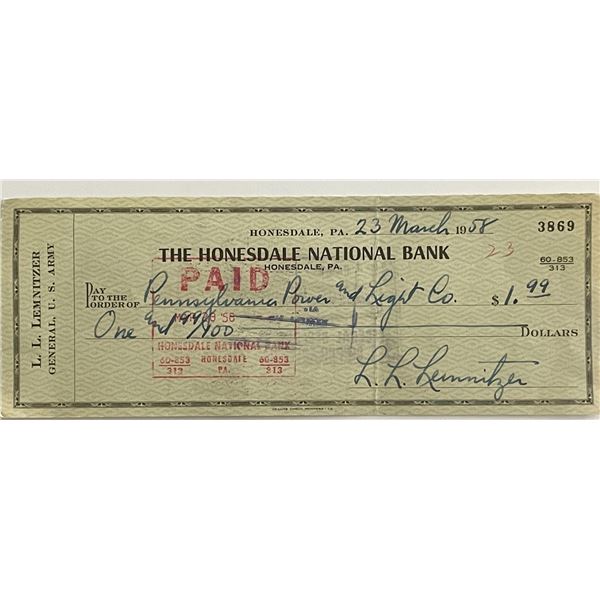 L. L. LEMNITZER
GENERAL, U. S. ARMY
HONESDALE, PA. 23 March 1958 3869
THE HONESDALE NATIONAL BANK
HONESDALE, PA.
23
60-853
313
PAID
PAY TO THE ORDER OF Pennsylvania Power and Light Co. $1.99
One and 99/100 DOLLARS
HONESDALE NATIONAL BANK
60-853 HONESDALE 60-853
313 PA. 313
L. L. Lemnitzer